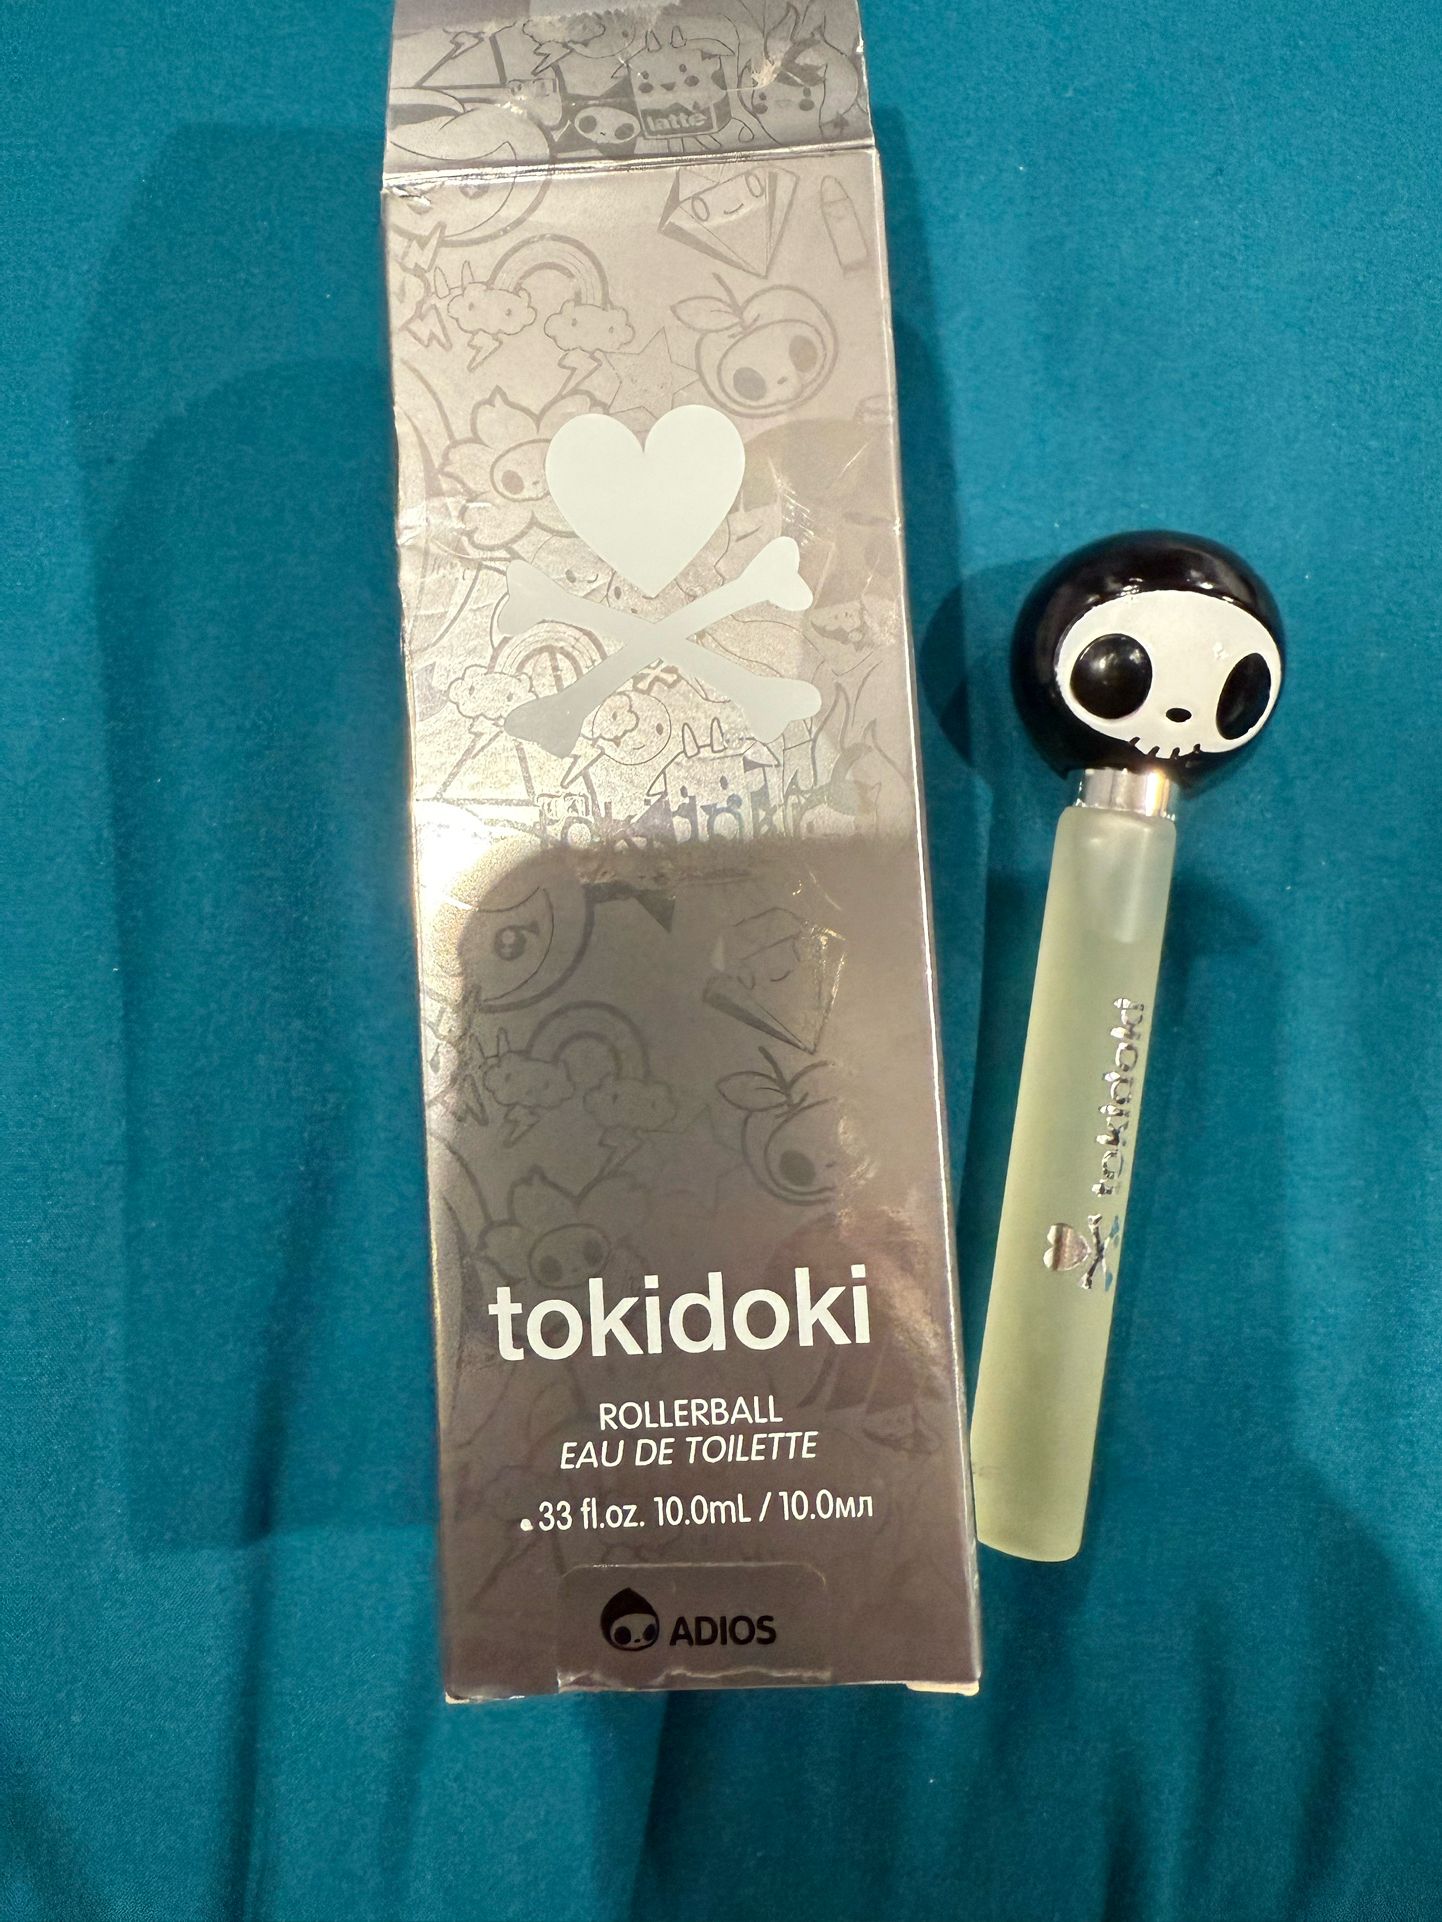 latte
tokidoki
ROLLERBALL
EAU DE TOILETTE
.33 fl.oz. 10.0mL / 10.0мл
ADIOS
tokidoki